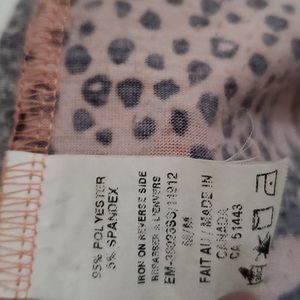 95% POLYESTER
5% SPANDEX
IRON ON REVERSE SIDE
REPASSER A L'ENVERS
M/M
FAIT AU / MADE IN
CANADA
CA 51443